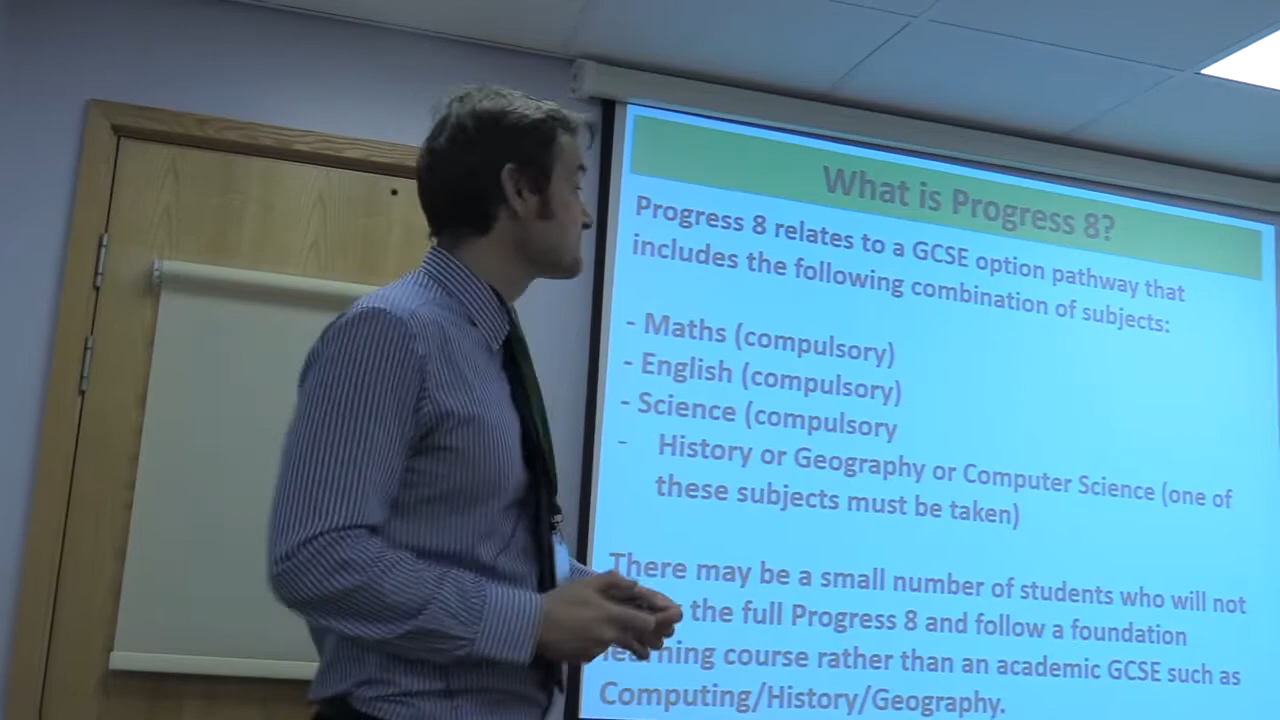 What is Progress 8?
Progress 8 relates to a GCSE option pathway that
includes the following combination of subjects:
- Maths (compulsory)
- English (compulsory)
- Science (compulsory
- History or Geography or Computer Science (one of
these subjects must be taken)
There may be a small number of students who will not
the full Progress 8 and follow a foundation
learning course rather than an academic GCSE such as
Computing/History/Geography.